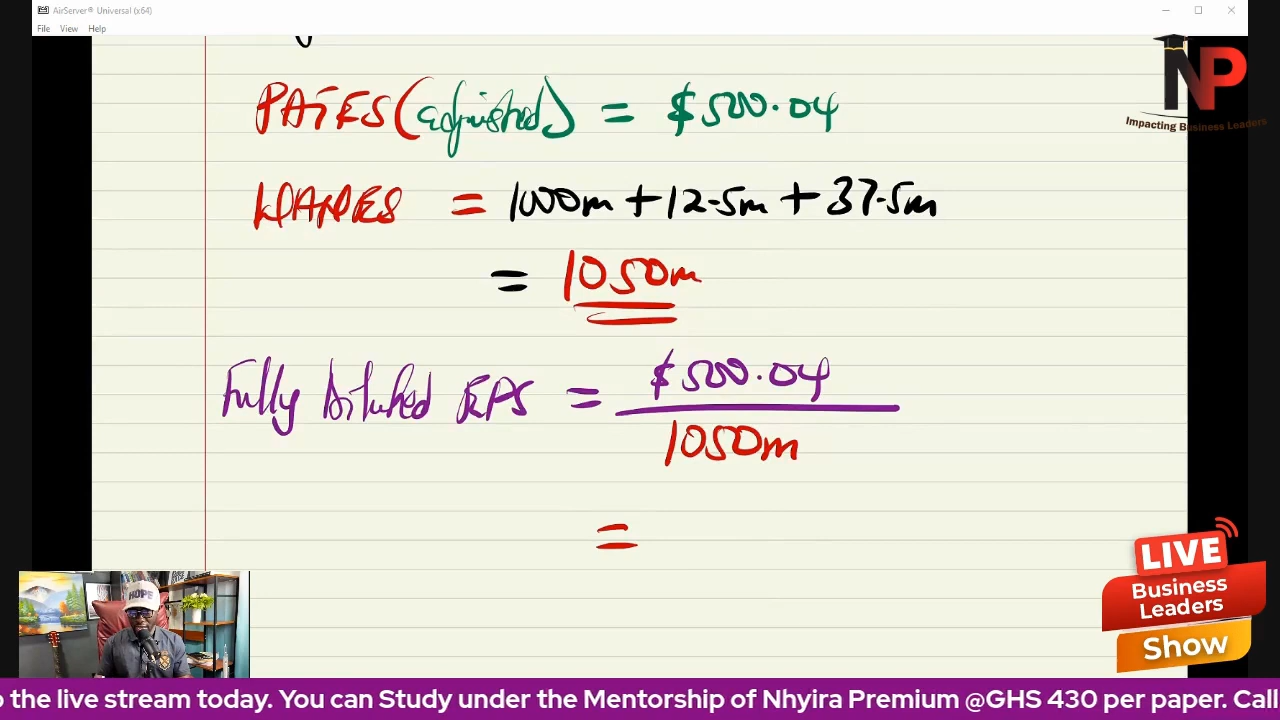 AirServer® Universal (x64)
File View Help
NP
Impacting Business Leaders
PATES (adjusted) = $500.04
= 1000m + 12.5m + 37.5m
= 1050m
Fully Diluted EPS = $500.04
1050m
=
HOPE
LIVE
Business
Leaders
Show
o the live stream today. You can Study under the Mentorship of Nhyira Premium @GHS 430 per paper. Call